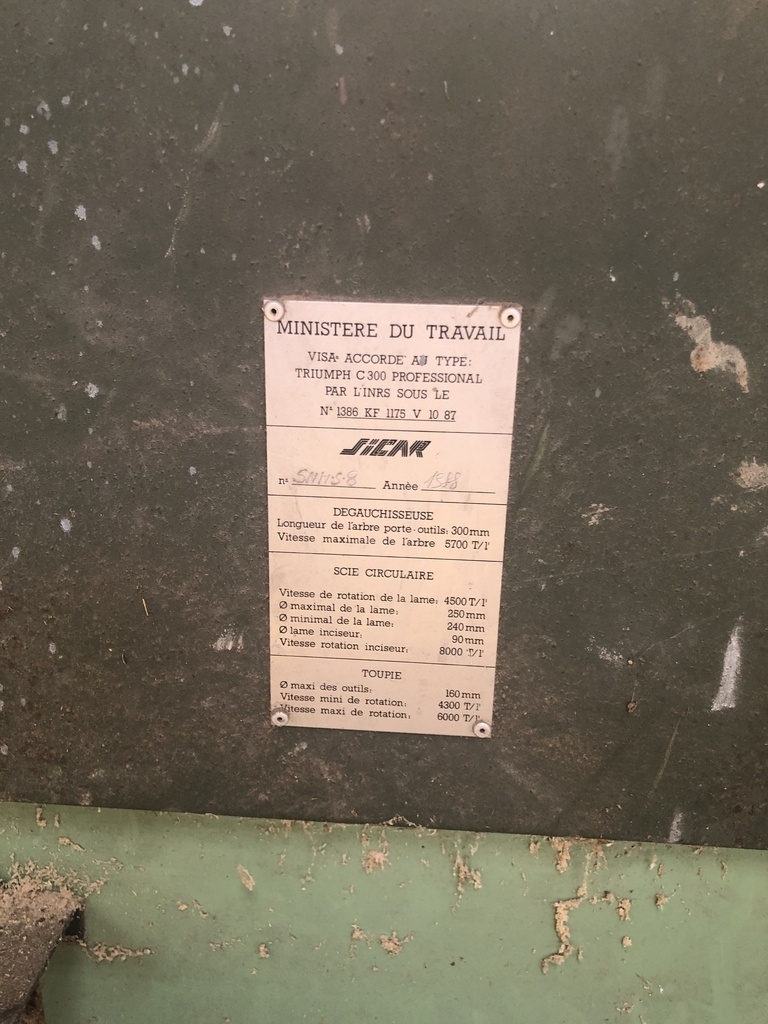 MINISTERE DU TRAVAIL
VISA ACCORDE AU TYPE:
TRIUMPH C 300 PROFESSIONAL
PAR L'INRS SOUS LE
N° 1386 KF 1175 V 10 87
SICAR
n° Annèe 1988
DEGAUCHISSEUSE
Longueur de l'arbre porte-outils: 300mm
Vitesse maximale de l'arbre 5700 T/1'
SCIE CIRCULAIRE
Vitesse de rotation de la lame: 4500 T/1'
Ø maximal de la lame: 250mm
Ø minimal de la lame: 240mm
Ø lame inciseur: 90mm
Vitesse rotation inciseur: 8000 T/1'
TOUPIE
Ø maxi des outils: 160mm
Vitesse mini de rotation: 4300 T/1'
Vitesse maxi de rotation: 6000 T/1'